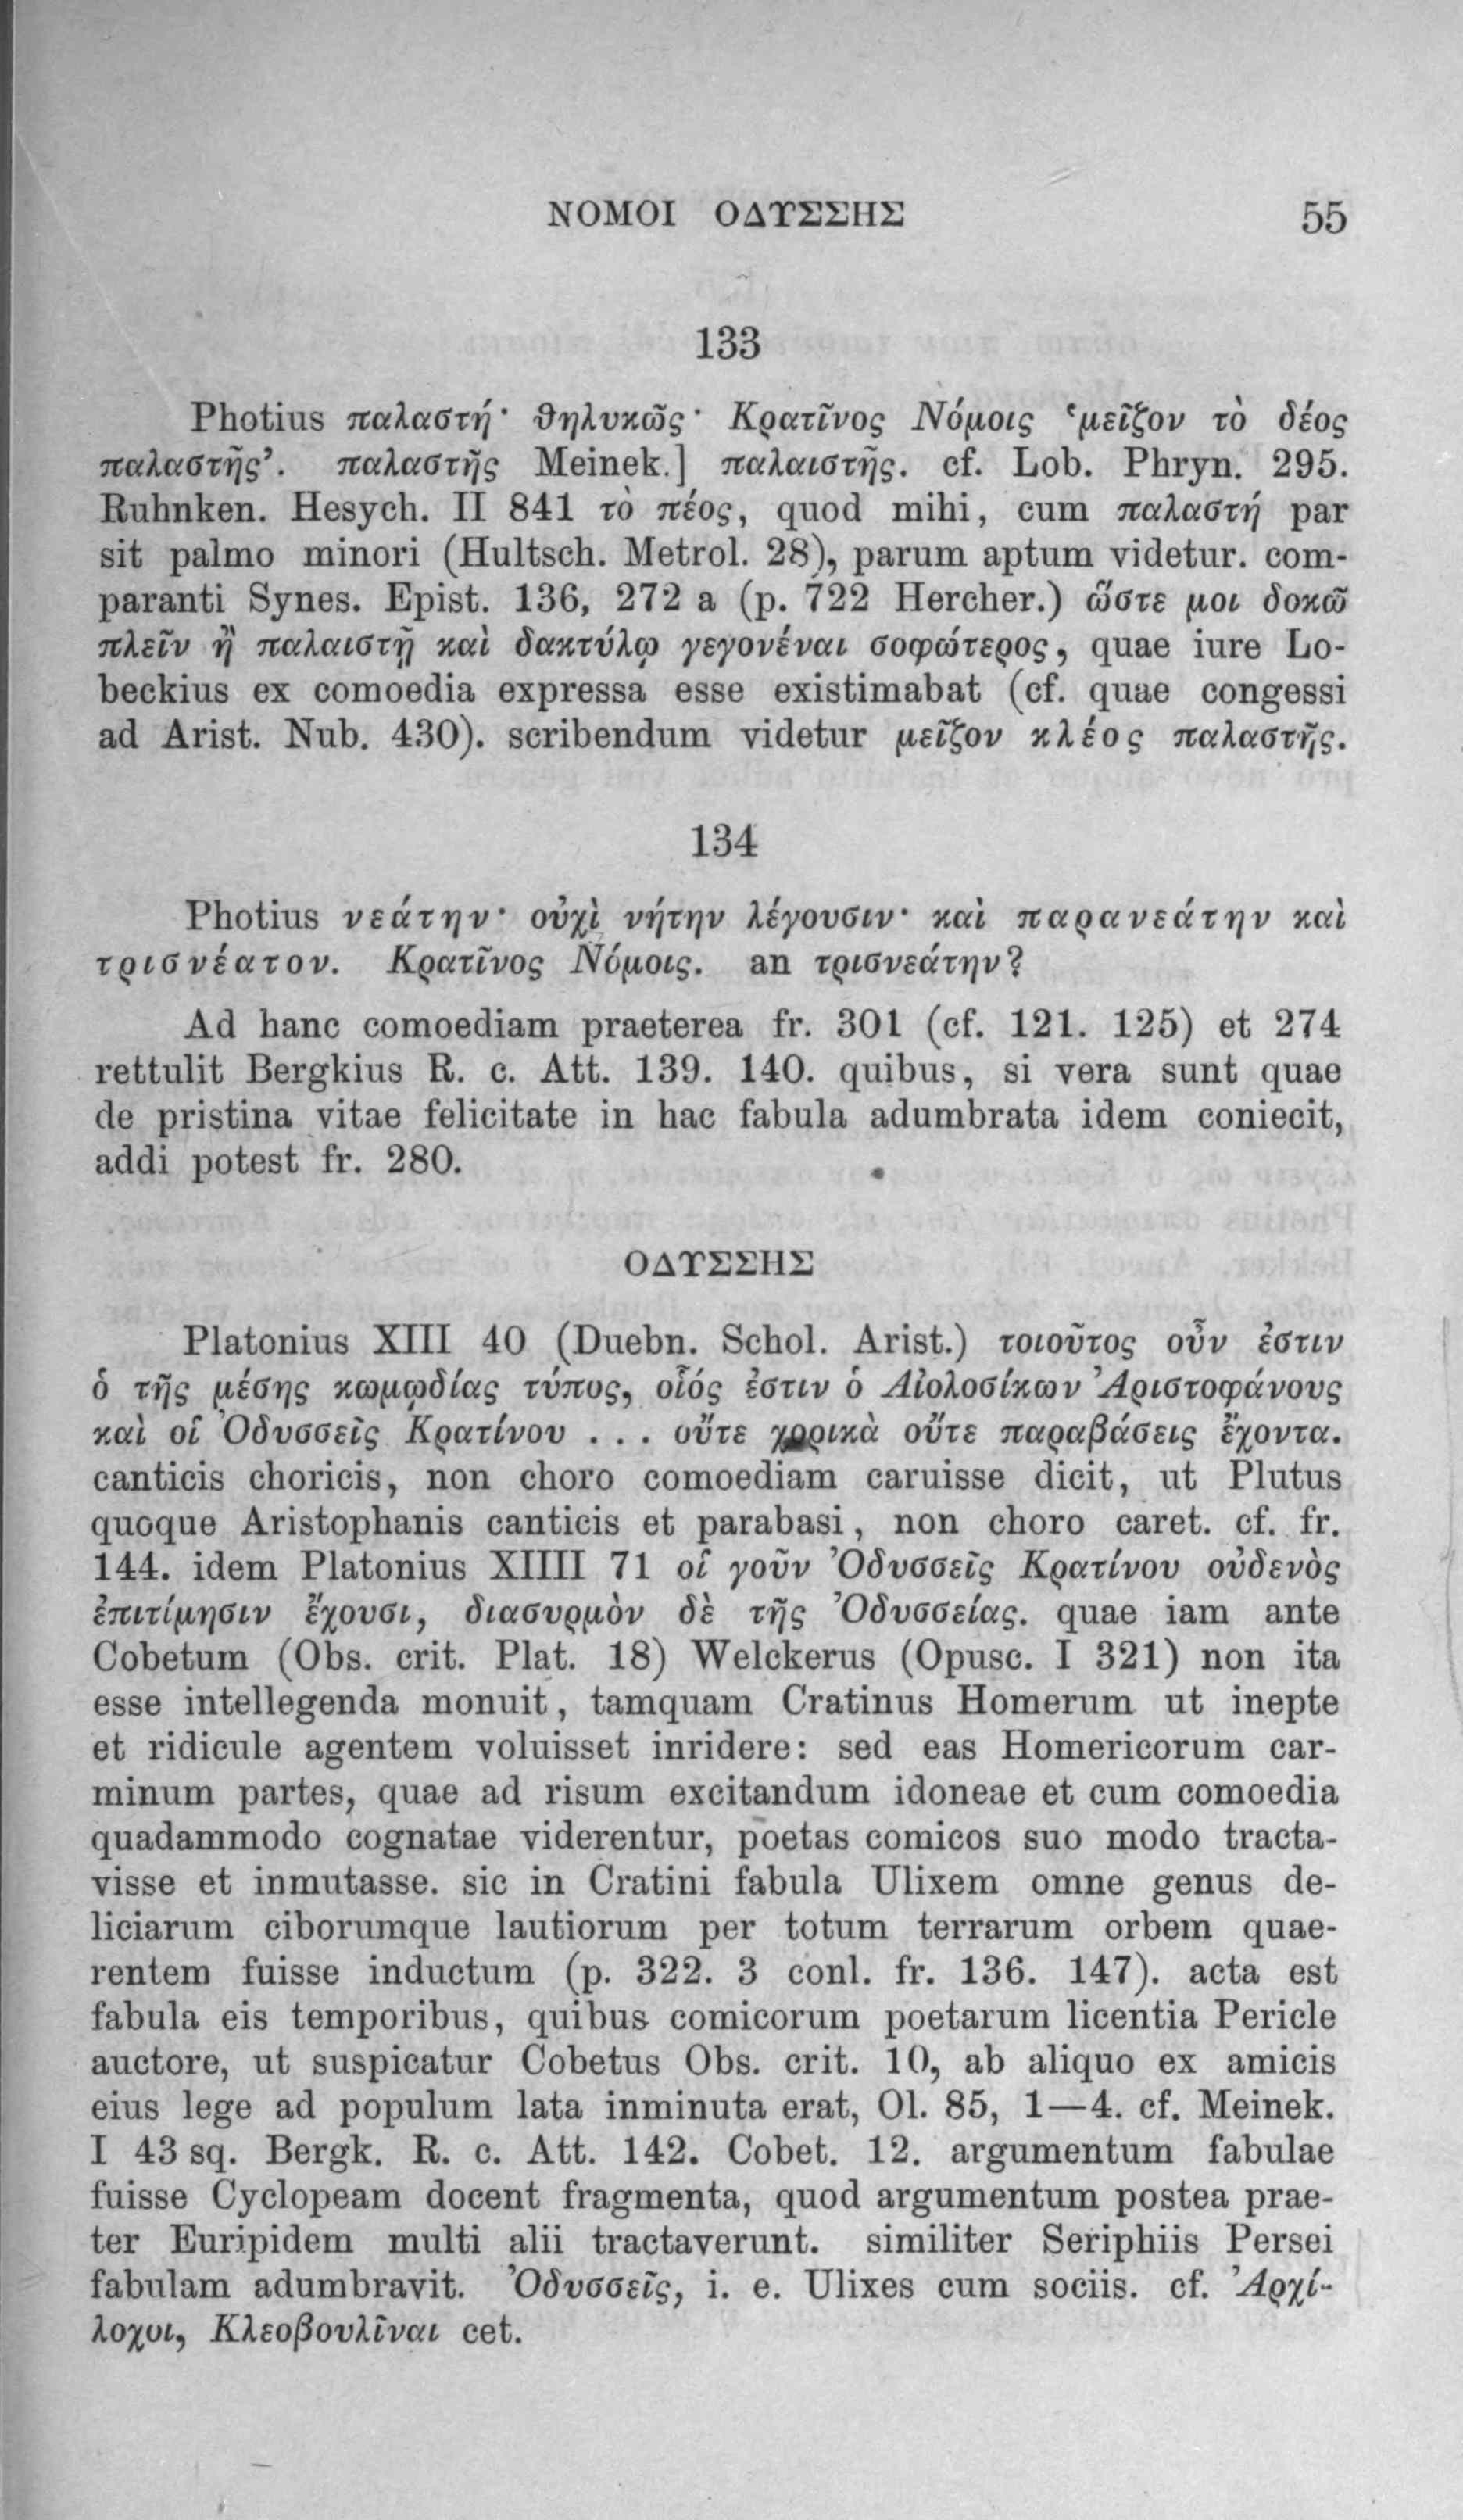 ΝΟΜΟΙ ΟΔΥΣΣΗΣ 55
133
Photius παλαστή· θηλυκῶς· Κρατῖνος Νόμοις ‘μεῖζον τὸ δέος
παλαστῆς’. παλαστῆς Meinek.] παλαιστῆς. cf. Lob. Phryn. 295.
Ruhnken. Hesych. II 841 τὸ πέος, quod mihi, cum παλαστή par
sit palmo minori (Hultsch. Metrol. 28), parum aptum videtur. com-
paranti Synes. Epist. 136, 272 a (p. 722 Hercher.) ὥστε μοι δοκῶ
πλεῖν ἢ παλαιστῇ καὶ δακτύλῳ γεγονέναι σοφώτερος, quae iure Lo-
beckius ex comoedia expressa esse existimabat (cf. quae congessi
ad Arist. Nub. 430). scribendum videtur μεῖζον κλέος παλαστῆς.
134
Photius νεάτην· οὐχὶ νήτην λέγουσιν· καὶ παρανεάτην καὶ
τρισνέατον. Κρατῖνος Νόμοις. an τρισνεάτην?
Ad hanc comoediam praeterea fr. 301 (cf. 121. 125) et 274
rettulit Bergkius R. c. Att. 139. 140. quibus, si vera sunt quae
de pristina vitae felicitate in hac fabula adumbrata idem coniecit,
addi potest fr. 280.
ΟΔΥΣΣΗΣ
Platonius XIII 40 (Duebn. Schol. Arist.) τοιοῦτος οὖν ἐστιν
ὁ τῆς μέσης κωμῳδίας τύπος, οἷός ἐστιν ὁ Αἰολοσίκων Ἀριστοφάνους
καὶ οἱ Ὀδυσσεῖς Κρατίνου . . . οὔτε χορικὰ οὔτε παραβάσεις ἔχοντα.
canticis choricis, non choro comoediam caruisse dicit, ut Plutus
quoque Aristophanis canticis et parabasi, non choro caret. cf. fr.
144. idem Platonius XIIII 71 οἱ γοῦν Ὀδυσσεῖς Κρατίνου οὐδενὸς
ἐπιτίμησιν ἔχουσι, διασυρμὸν δὲ τῆς Ὀδυσσείας. quae iam ante
Cobetum (Obs. crit. Plat. 18) Welckerus (Opusc. I 321) non ita
esse intellegenda monuit, tamquam Cratinus Homerum ut inepte
et ridicule agentem voluisset inridere: sed eas Homericorum car-
minum partes, quae ad risum excitandum idoneae et cum comoedia
quadammodo cognatae viderentur, poetas comicos suo modo tracta-
visse et inmutasse. sic in Cratini fabula Ulixem omne genus de-
liciarum ciborumque lautiorum per totum terrarum orbem quae-
rentem fuisse inductum (p. 322. 3 conl. fr. 136. 147). acta est
fabula eis temporibus, quibus comicorum poetarum licentia Pericle
auctore, ut suspicatur Cobetus Obs. crit. 10, ab aliquo ex amicis
eius lege ad populum lata inminuta erat, Ol. 85, 1—4. cf. Meinek.
I 43 sq. Bergk. R. c. Att. 142. Cobet. 12. argumentum fabulae
fuisse Cyclopeam docent fragmenta, quod argumentum postea prae-
ter Euripidem multi alii tractaverunt. similiter Seriphiis Persei
fabulam adumbravit. Ὀδυσσεῖς, i. e. Ulixes cum sociis. cf. Ἀρχί-
λοχοι, Κλεοβουλῖναι cet.